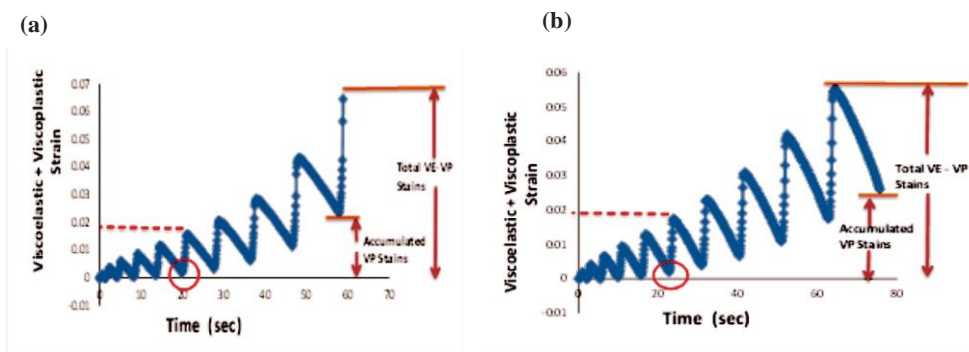 (a)
Viscoelastic + Viscoplastic
Strain
0.07
0.06
0.05
0.04
0.03
0.02
0.01
0
-0.01
0
10
20
30
40
50
60
70
Time (sec)
Total VE-VP
Stains
Accumulated
VP Stains
(b)
Viscoelastic + Viscoplastic
Strain
0.06
0.05
0.04
0.03
0.02
0.01
0
-0.01
0
20
40
60
80
Time (sec)
Total VE - VP
Stains
Accumulated
VP Stains